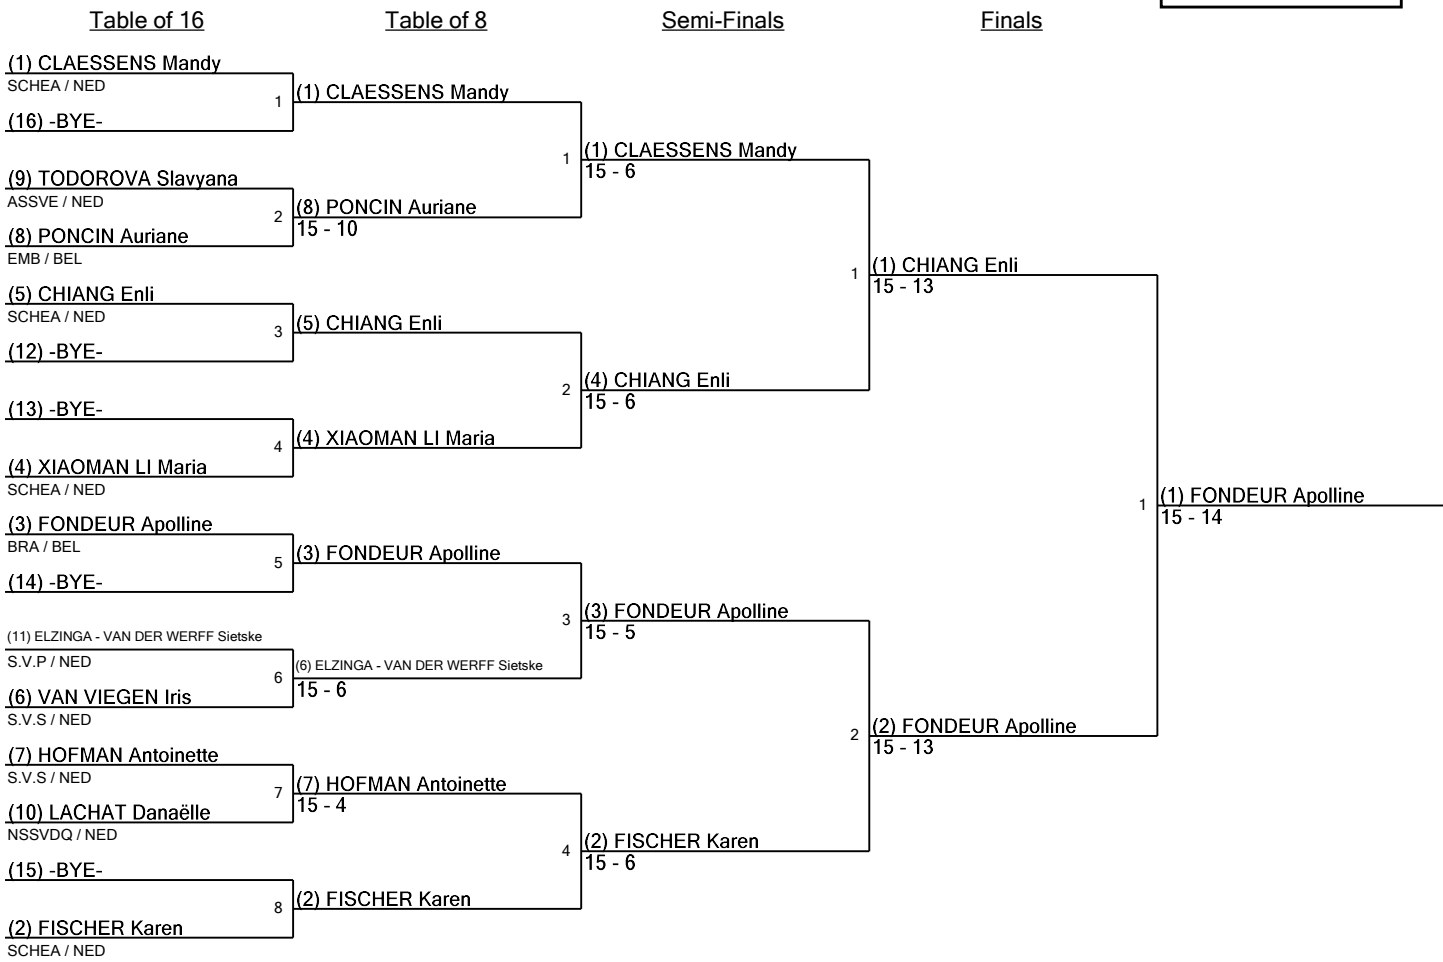 Table of 16
Table of 8
Semi-Finals
Finals
(1) CLAESSENS Mandy
SCHEA / NED
1
(16) -BYE-
(9) TODOROVA Slavyana
ASSVE / NED
2
(8) PONCIN Auriane
EMB / BEL
(5) CHIANG Enli
SCHEA / NED
3
(12) -BYE-
(13) -BYE-
4
(4) XIAOMAN LI Maria
SCHEA / NED
(3) FONDEUR Apolline
BRA / BEL
5
(14) -BYE-
(11) ELZINGA - VAN DER WERFF Sietske
S.V.P / NED
6
(6) VAN VIEGEN Iris
S.V.S / NED
(7) HOFMAN Antoinette
S.V.S / NED
7
(10) LACHAT Danaëlle
NSSVDQ / NED
(15) -BYE-
8
(2) FISCHER Karen
SCHEA / NED
(1) CLAESSENS Mandy
1
(8) PONCIN Auriane
15 - 10
(5) CHIANG Enli
2
(4) XIAOMAN LI Maria
(3) FONDEUR Apolline
3
(6) ELZINGA - VAN DER WERFF Sietske
15 - 6
(7) HOFMAN Antoinette
15 - 4
4
(2) FISCHER Karen
(1) CLAESSENS Mandy
15 - 6
1
(4) CHIANG Enli
15 - 6
(3) FONDEUR Apolline
15 - 5
2
(2) FISCHER Karen
15 - 6
(1) CHIANG Enli
15 - 13
1
(2) FONDEUR Apolline
15 - 13
(1) FONDEUR Apolline
15 - 14